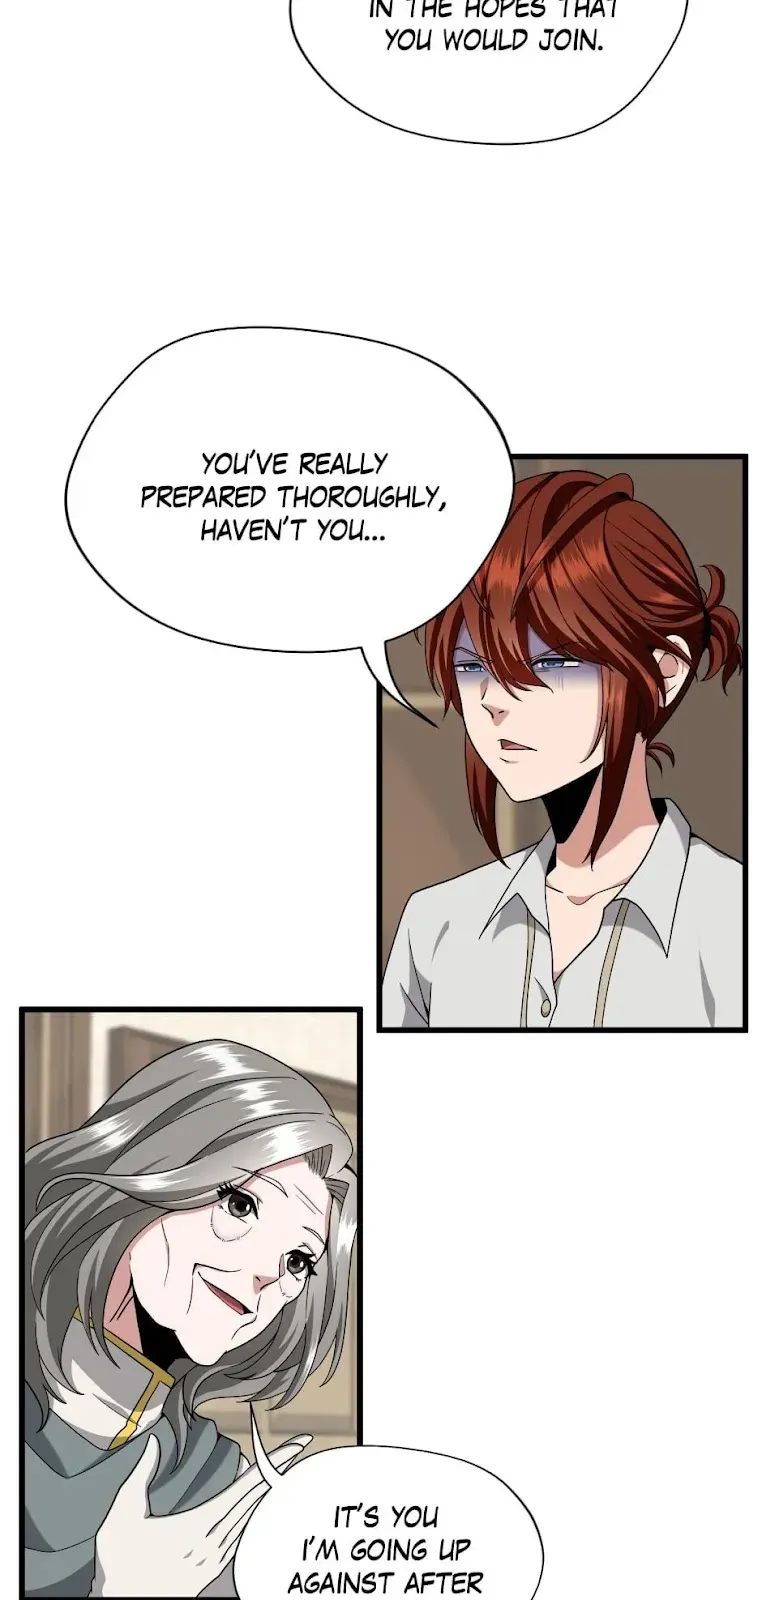 IN THE HOPES THAT
YOU WOULD JOIN.
YOU'VE REALLY
PREPARED THOROUGHLY,
HAVEN'T YOU...
IT'S YOU
I'M GOING UP
AGAINST AFTER